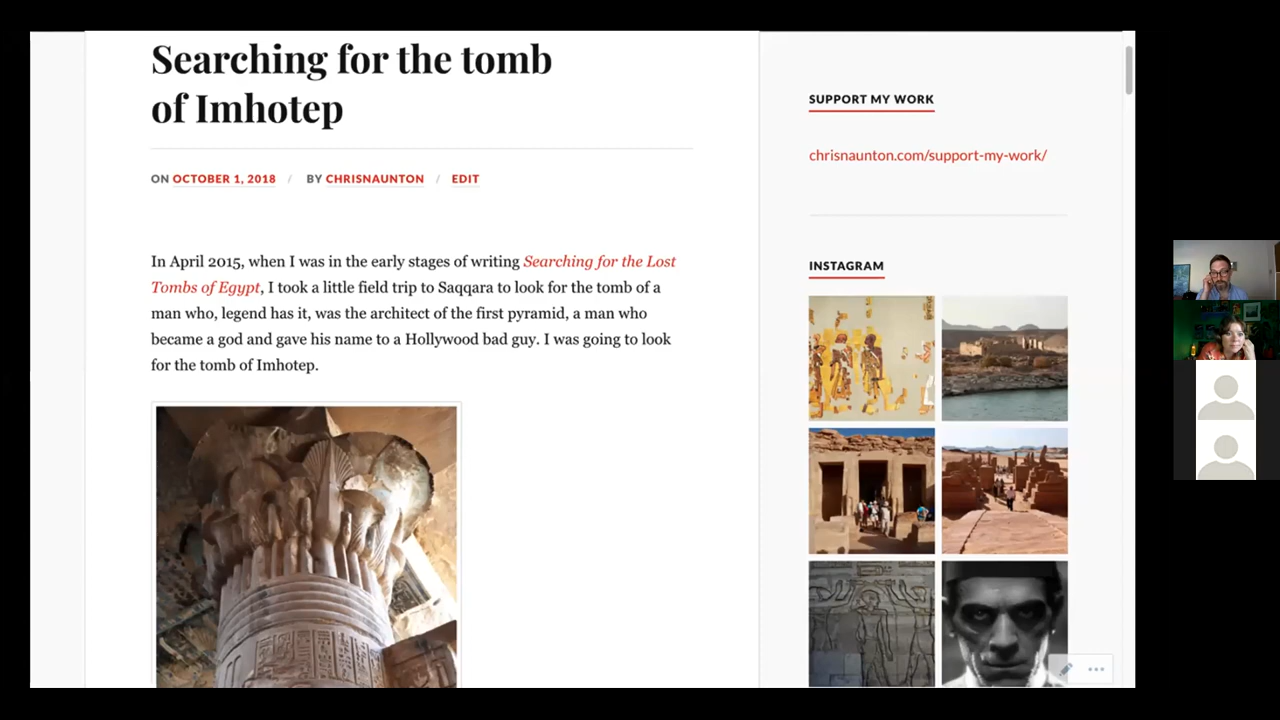 Searching for the tomb
of Imhotep
ON OCTOBER 1, 2018 / BY CHRISNAUNTON / EDIT
In April 2015, when I was in the early stages of writing Searching for the Lost
Tombs of Egypt, I took a little field trip to Saqqara to look for the tomb of a
man who, legend has it, was the architect of the first pyramid, a man who
became a god and gave his name to a Hollywood bad guy. I was going to look
for the tomb of Imhotep.
SUPPORT MY WORK
chrisnaunton.com/support-my-work/
INSTAGRAM